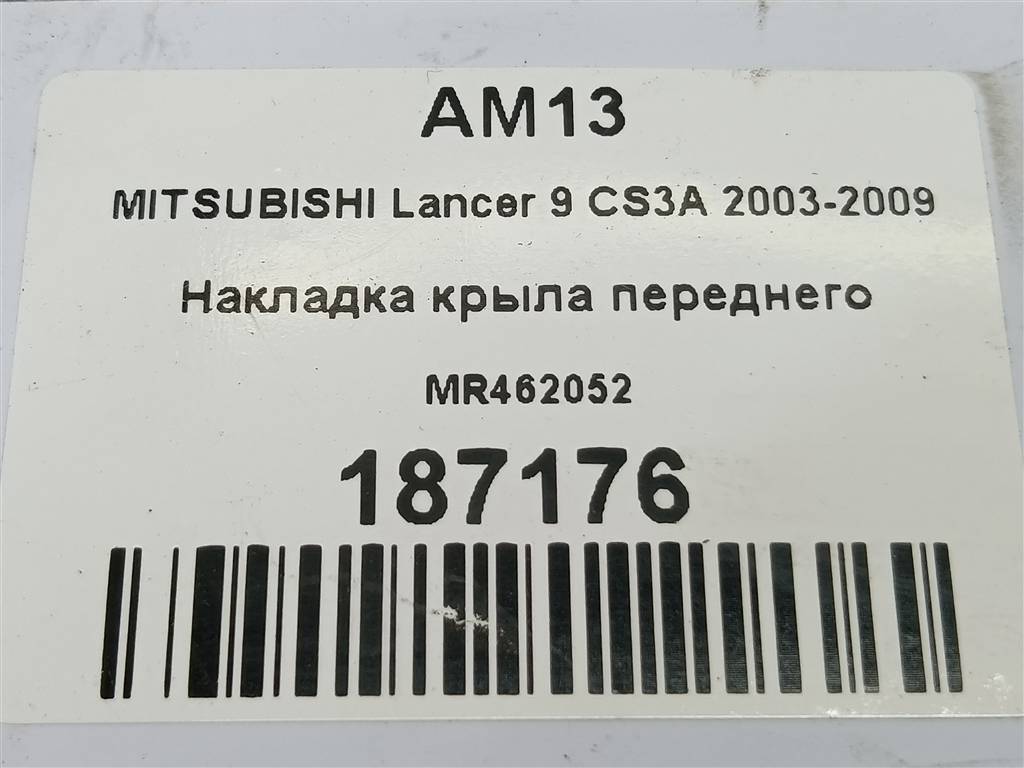 AM13
MITSUBISHI Lancer 9 CS3A 2003-2009
Накладка крыла переднего
MR462052
187176